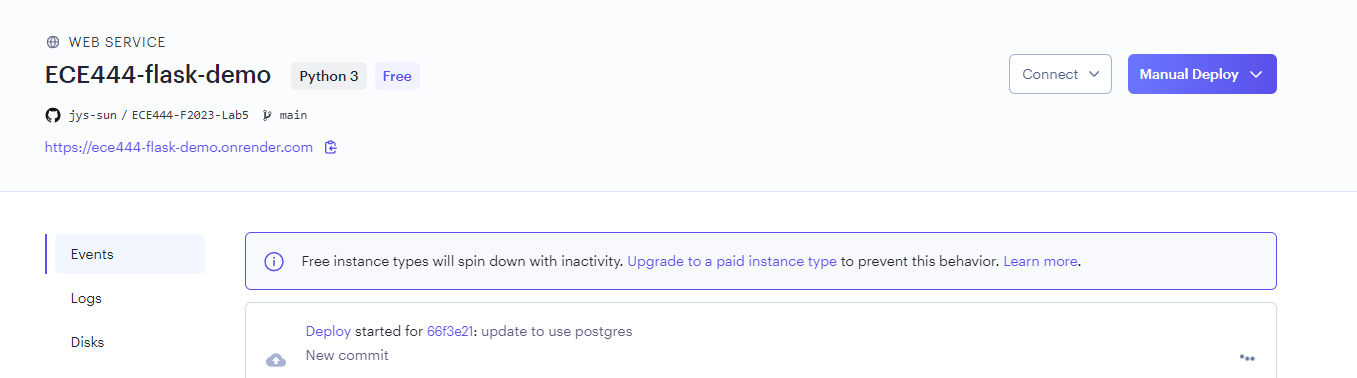 WEB SERVICE
ECE444-flask-demo Python 3 Free
Connect Manual Deploy
jys-sun / ECE444-F2023-Lab5 main
https://ece444-flask-demo.onrender.com
Events
Logs
Disks
Free instance types will spin down with inactivity. Upgrade to a paid instance type to prevent this behavior. Learn more.
Deploy started for 66f3e21: update to use postgres
New commit